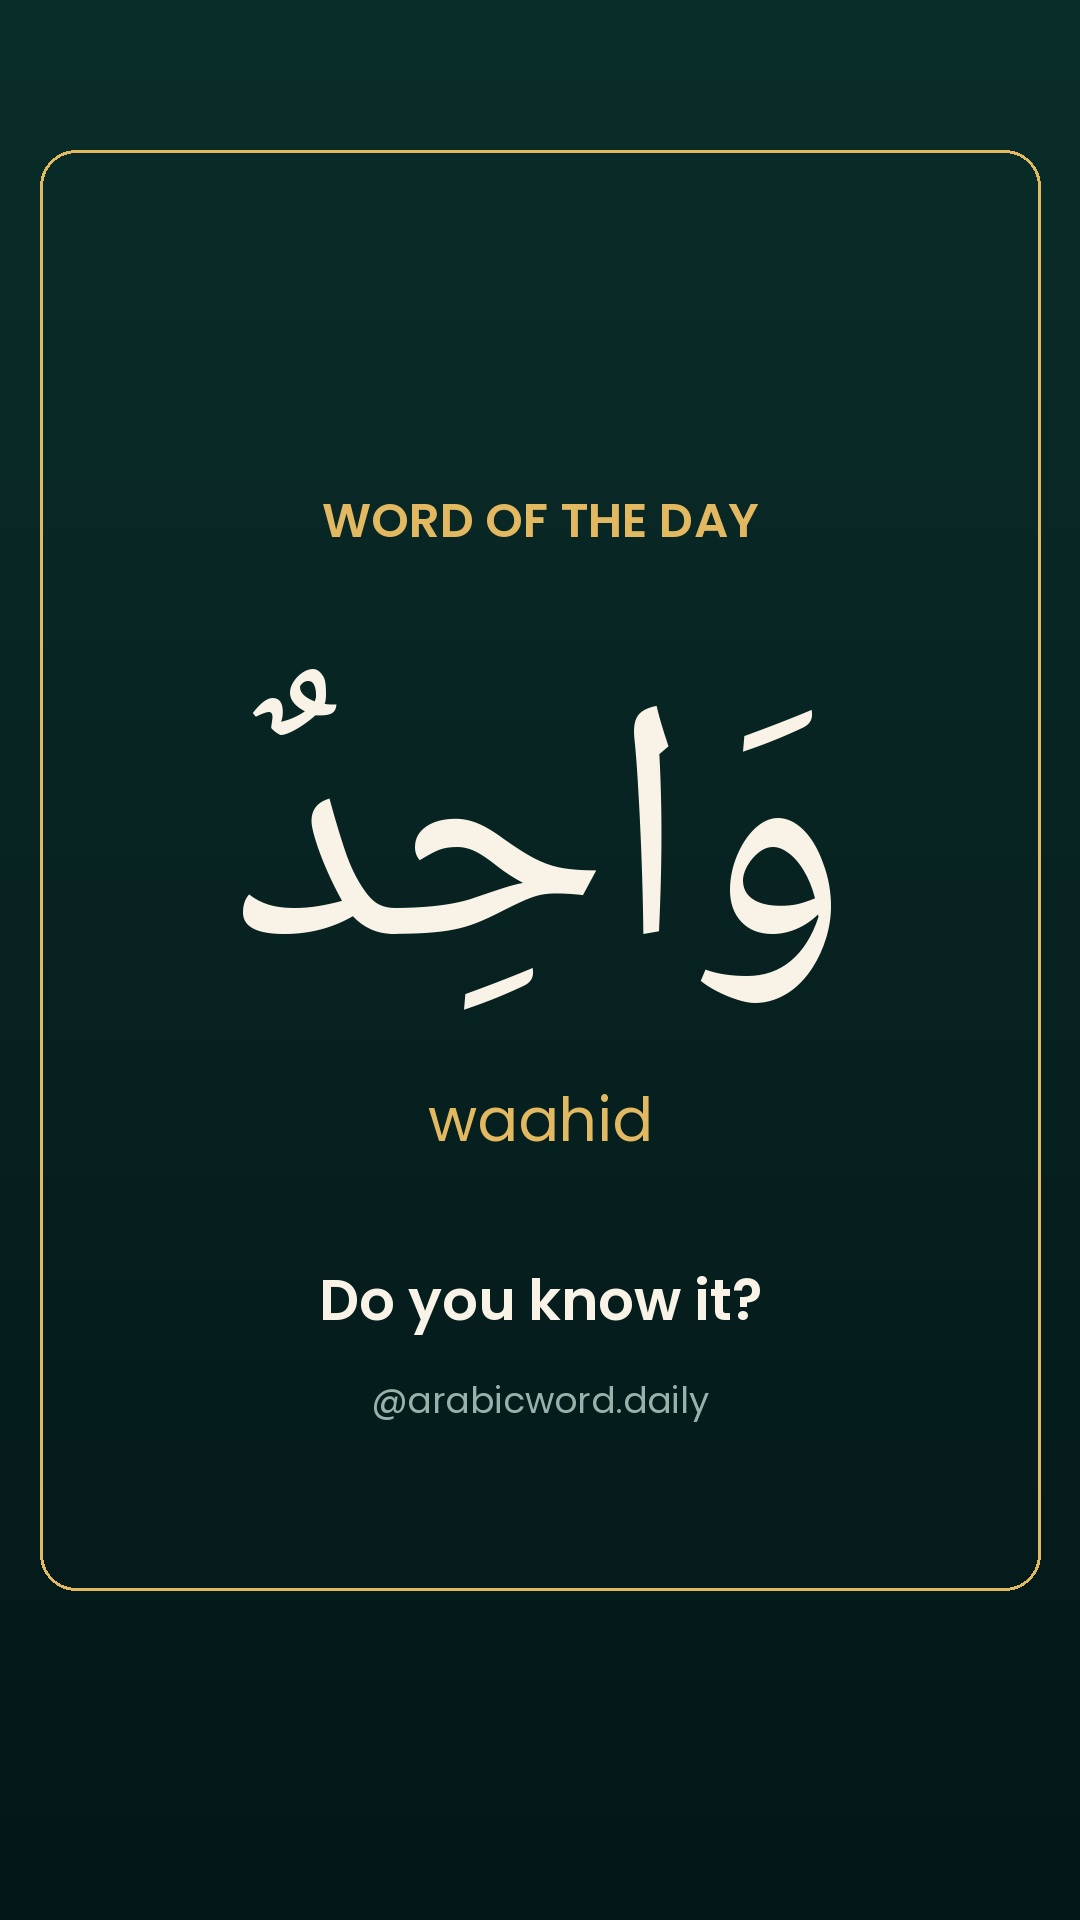 WORD OF THE DAY
وَاحِدٌ
waahid
Do you know it?
@arabicword.daily